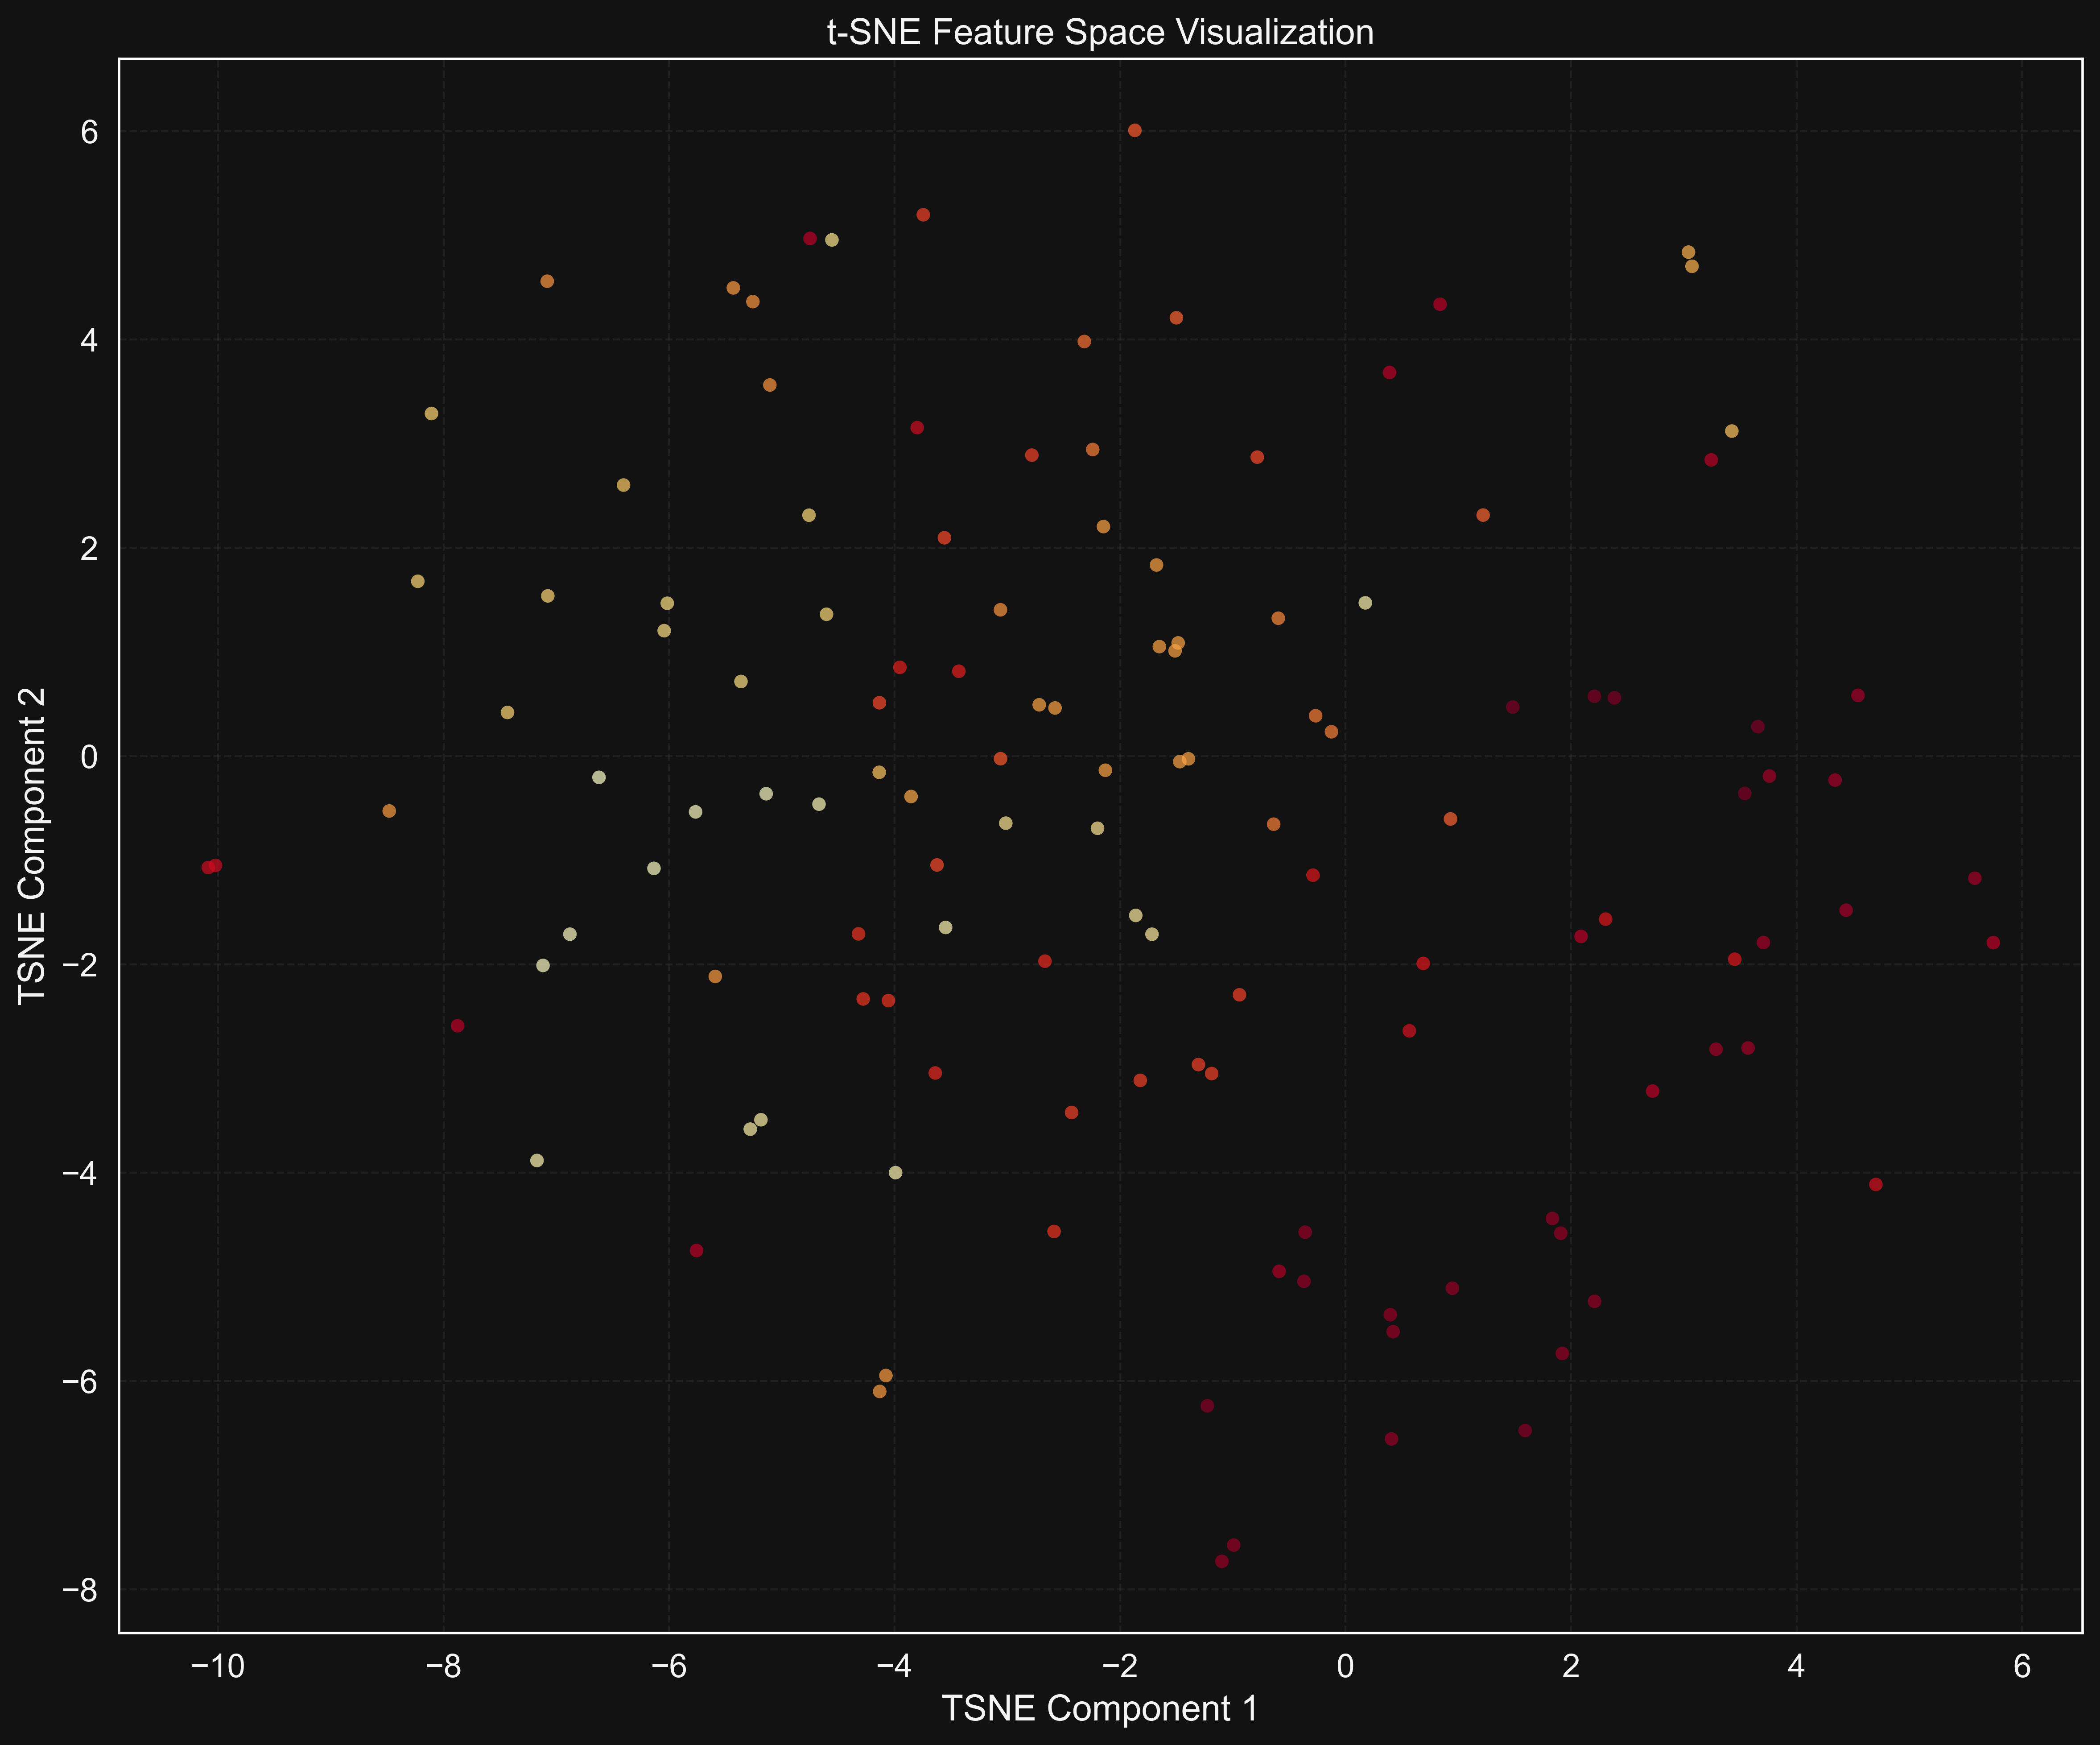 t-SNE Feature Space Visualization
6
4
2
0
−2
−4
−6
−8
TSNE Component 2
−10 −8 −6 −4 −2 0 2 4 6
TSNE Component 1